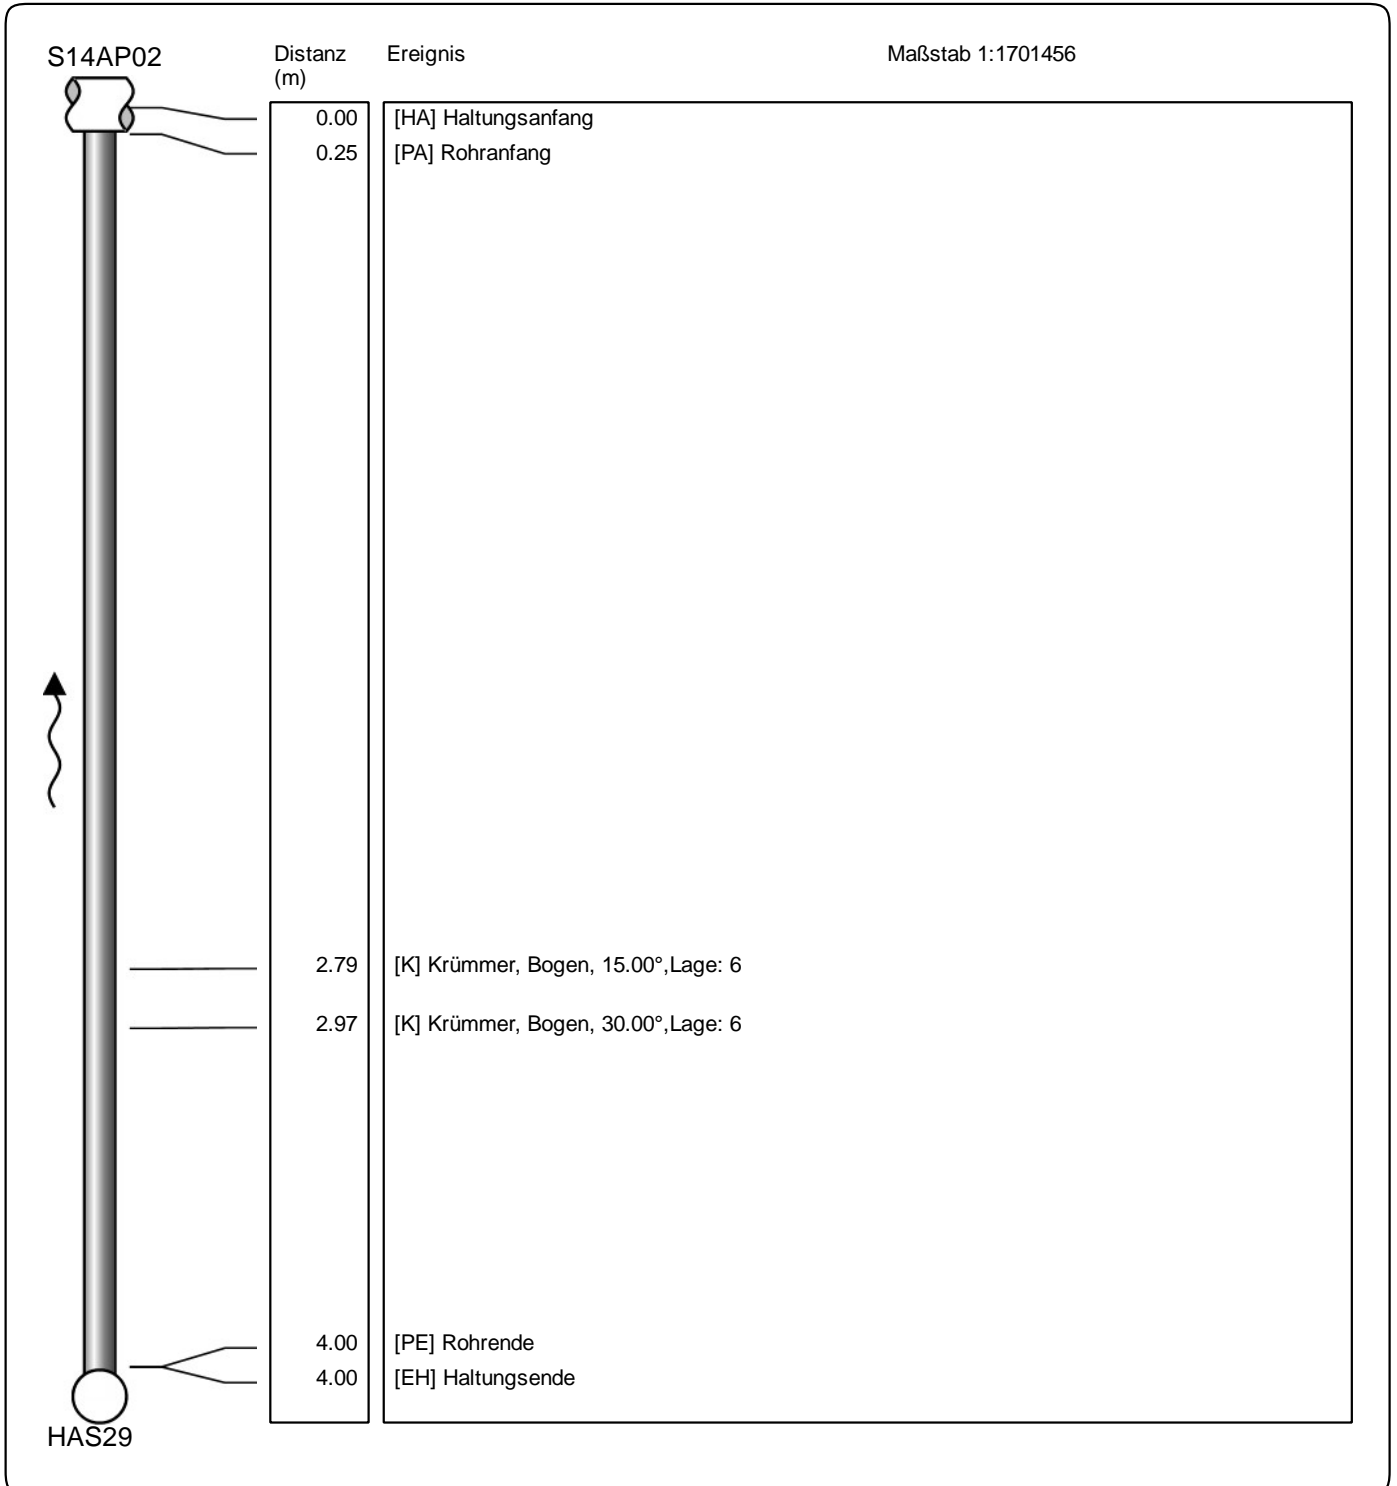 S14AP02 Distanz Ereignis Maßstab 1:1701456
(m)
0.00 [HA] Haltungsanfang
0.25 [PA] Rohranfang
2.79 [K] Krümmer, Bogen, 15.00°,Lage: 6
2.97 [K] Krümmer, Bogen, 30.00°,Lage: 6
4.00 [PE] Rohrende
4.00 [EH] Haltungsende
HAS29